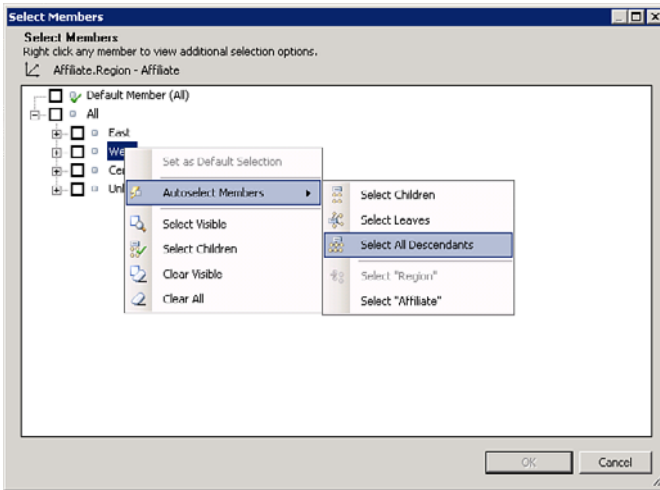 Select Members
Select Members
Right click any member to view additional selection options.
Affiliate.Region - Affiliate
Default Member (All)
All
East
We
Ce
Un
Set as Default Selection
Autoselect Members
Select Visible
Select Children
Clear Visible
Clear All
Select Children
Select Leaves
Select All Descendants
Select "Region"
Select "Affiliate"
OK
Cancel